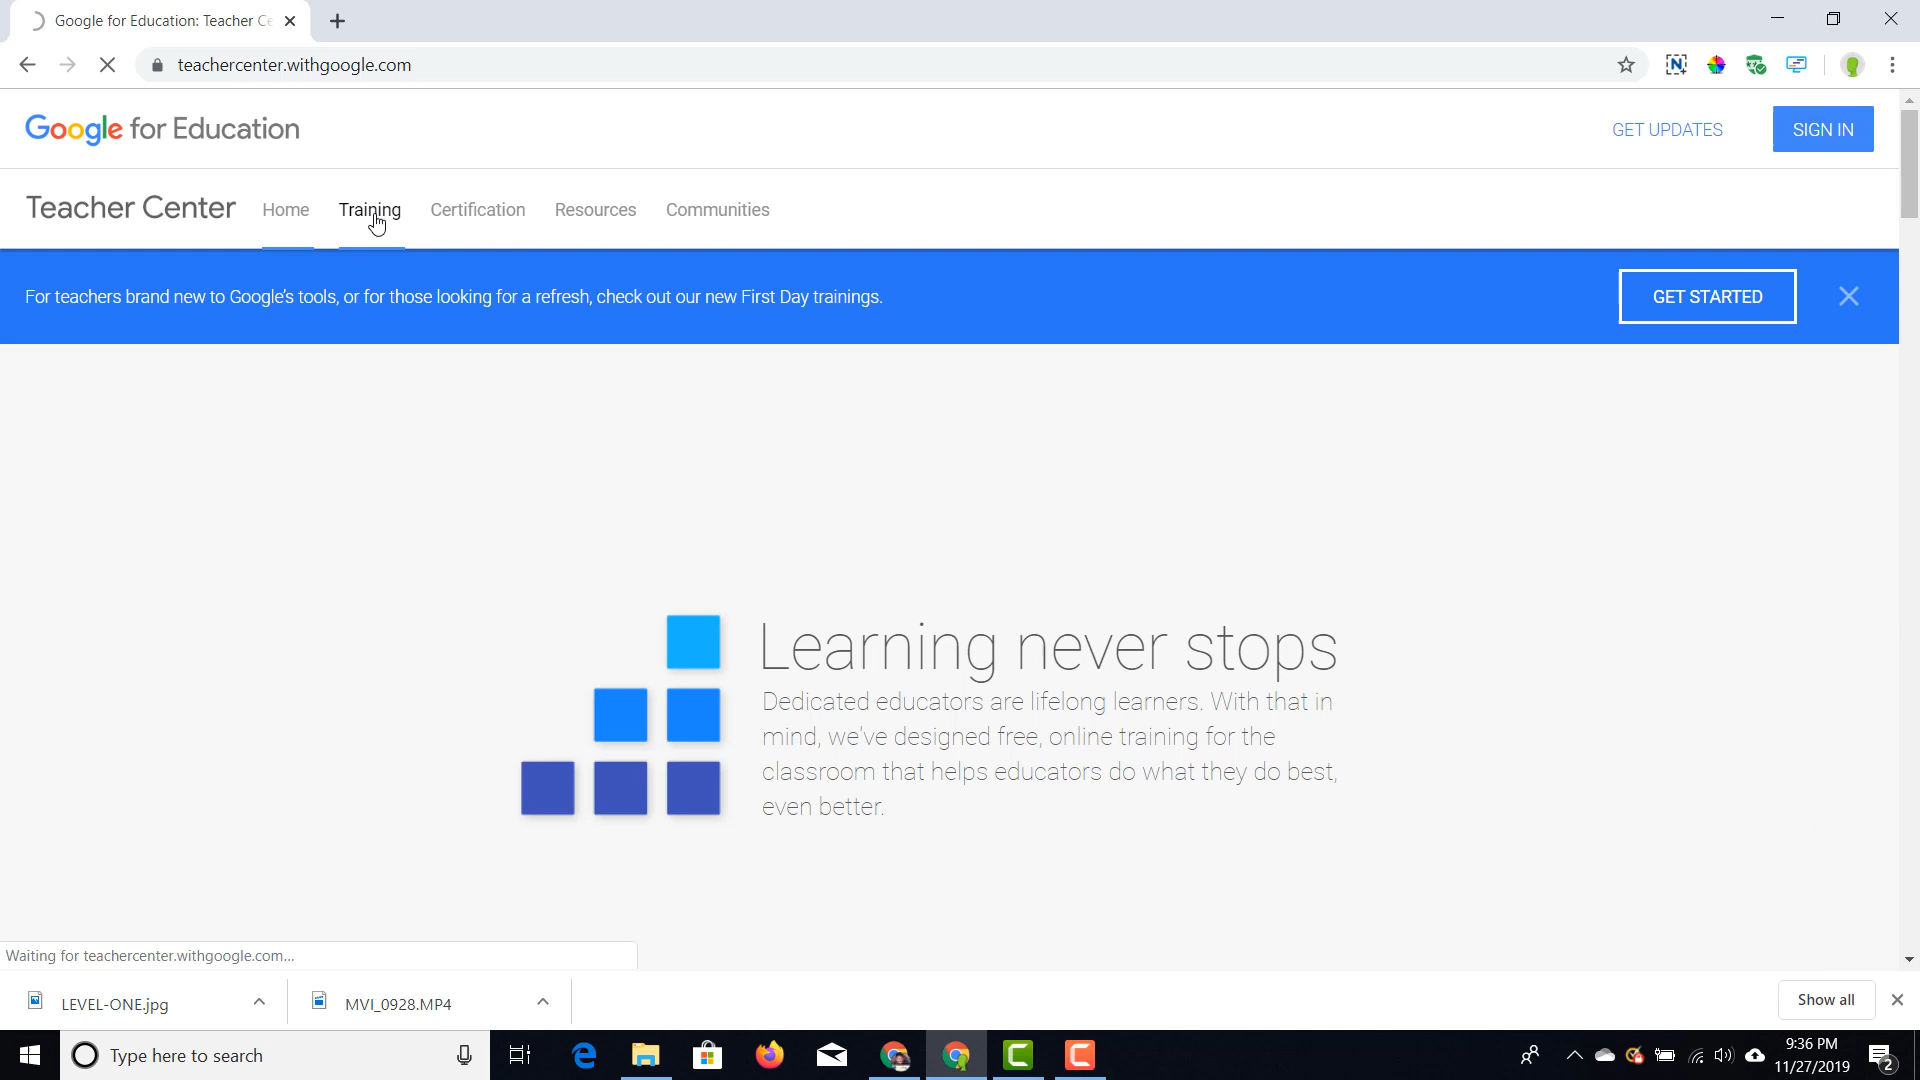 Google for Education: Teacher Ce
teachercenter.withgoogle.com
Google for Education
GET UPDATES
SIGN IN
Teacher Center
Home
Training
Certification
Resources
Communities
For teachers brand new to Google's tools, or for those looking for a refresh, check out our new First Day trainings.
GET STARTED
Learning never stops
Dedicated educators are lifelong learners. With that in
mind, we've designed free, online training for the
classroom that helps educators do what they do best,
even better.
Waiting for teachercenter.withgoogle.com...
LEVEL-ONE.jpg
MVI_0928.MP4
Show all
Type here to search
9:36 PM
11/27/2019
2